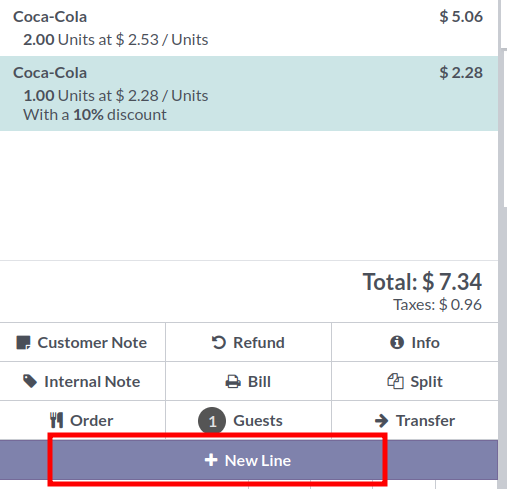 Coca-Cola $ 5.06
2.00 Units at $ 2.53 / Units
Coca-Cola $ 2.28
1.00 Units at $ 2.28 / Units
With a 10% discount
Total: $ 7.34
Taxes: $ 0.96
Customer Note Refund Info
Internal Note Bill Split
Order 1 Guests Transfer
New Line